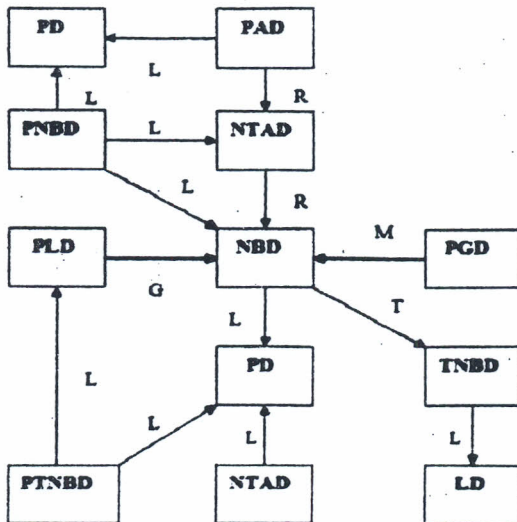 PD PAD
L
R
L
PNBD L NTAD
L R
PLD NBD M PGD
G T
L
PD TNBD
L L
L L
PTNBD NTAD LD